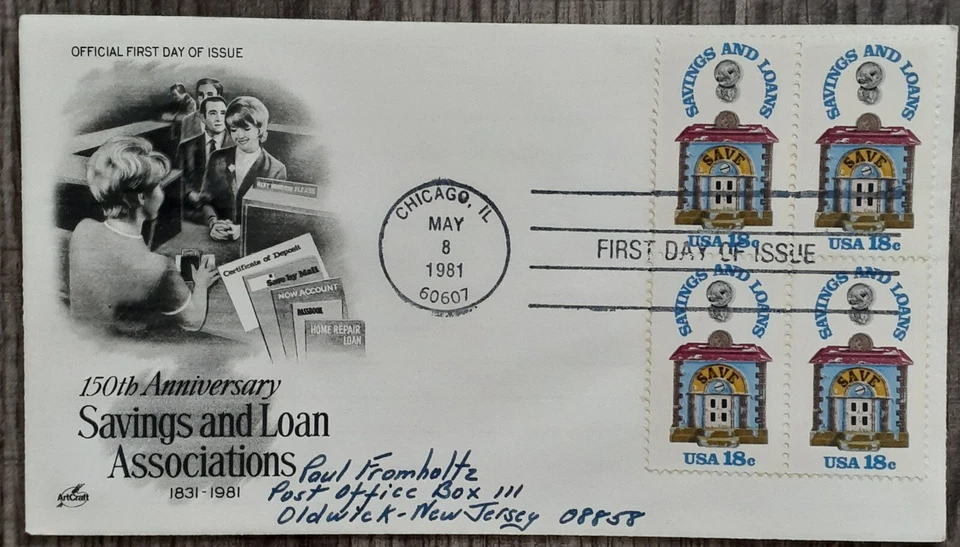 OFFICIAL FIRST DAY OF ISSUE
NEXT WINDOW PLEASE
Certificate of Deposit
Save by Mail
NOW ACCOUNT
PASSBOOK
HOME REPAIR
LOAN
150th Anniversary
Savings and Loan
Associations
1831-1981
ArtCraft
CHICAGO, IL
MAY
8
1981
60607
FIRST DAY OF ISSUE
SAVINGS AND LOANS
SAVE
USA 18c
SAVINGS AND LOANS
SAVE
USA 18c
SAVINGS AND LOANS
SAVE
USA 18c
SAVINGS AND LOANS
SAVE
USA 18c
Paul Fromholtz
Post Office Box 111
Oldwick-New Jersey 08858